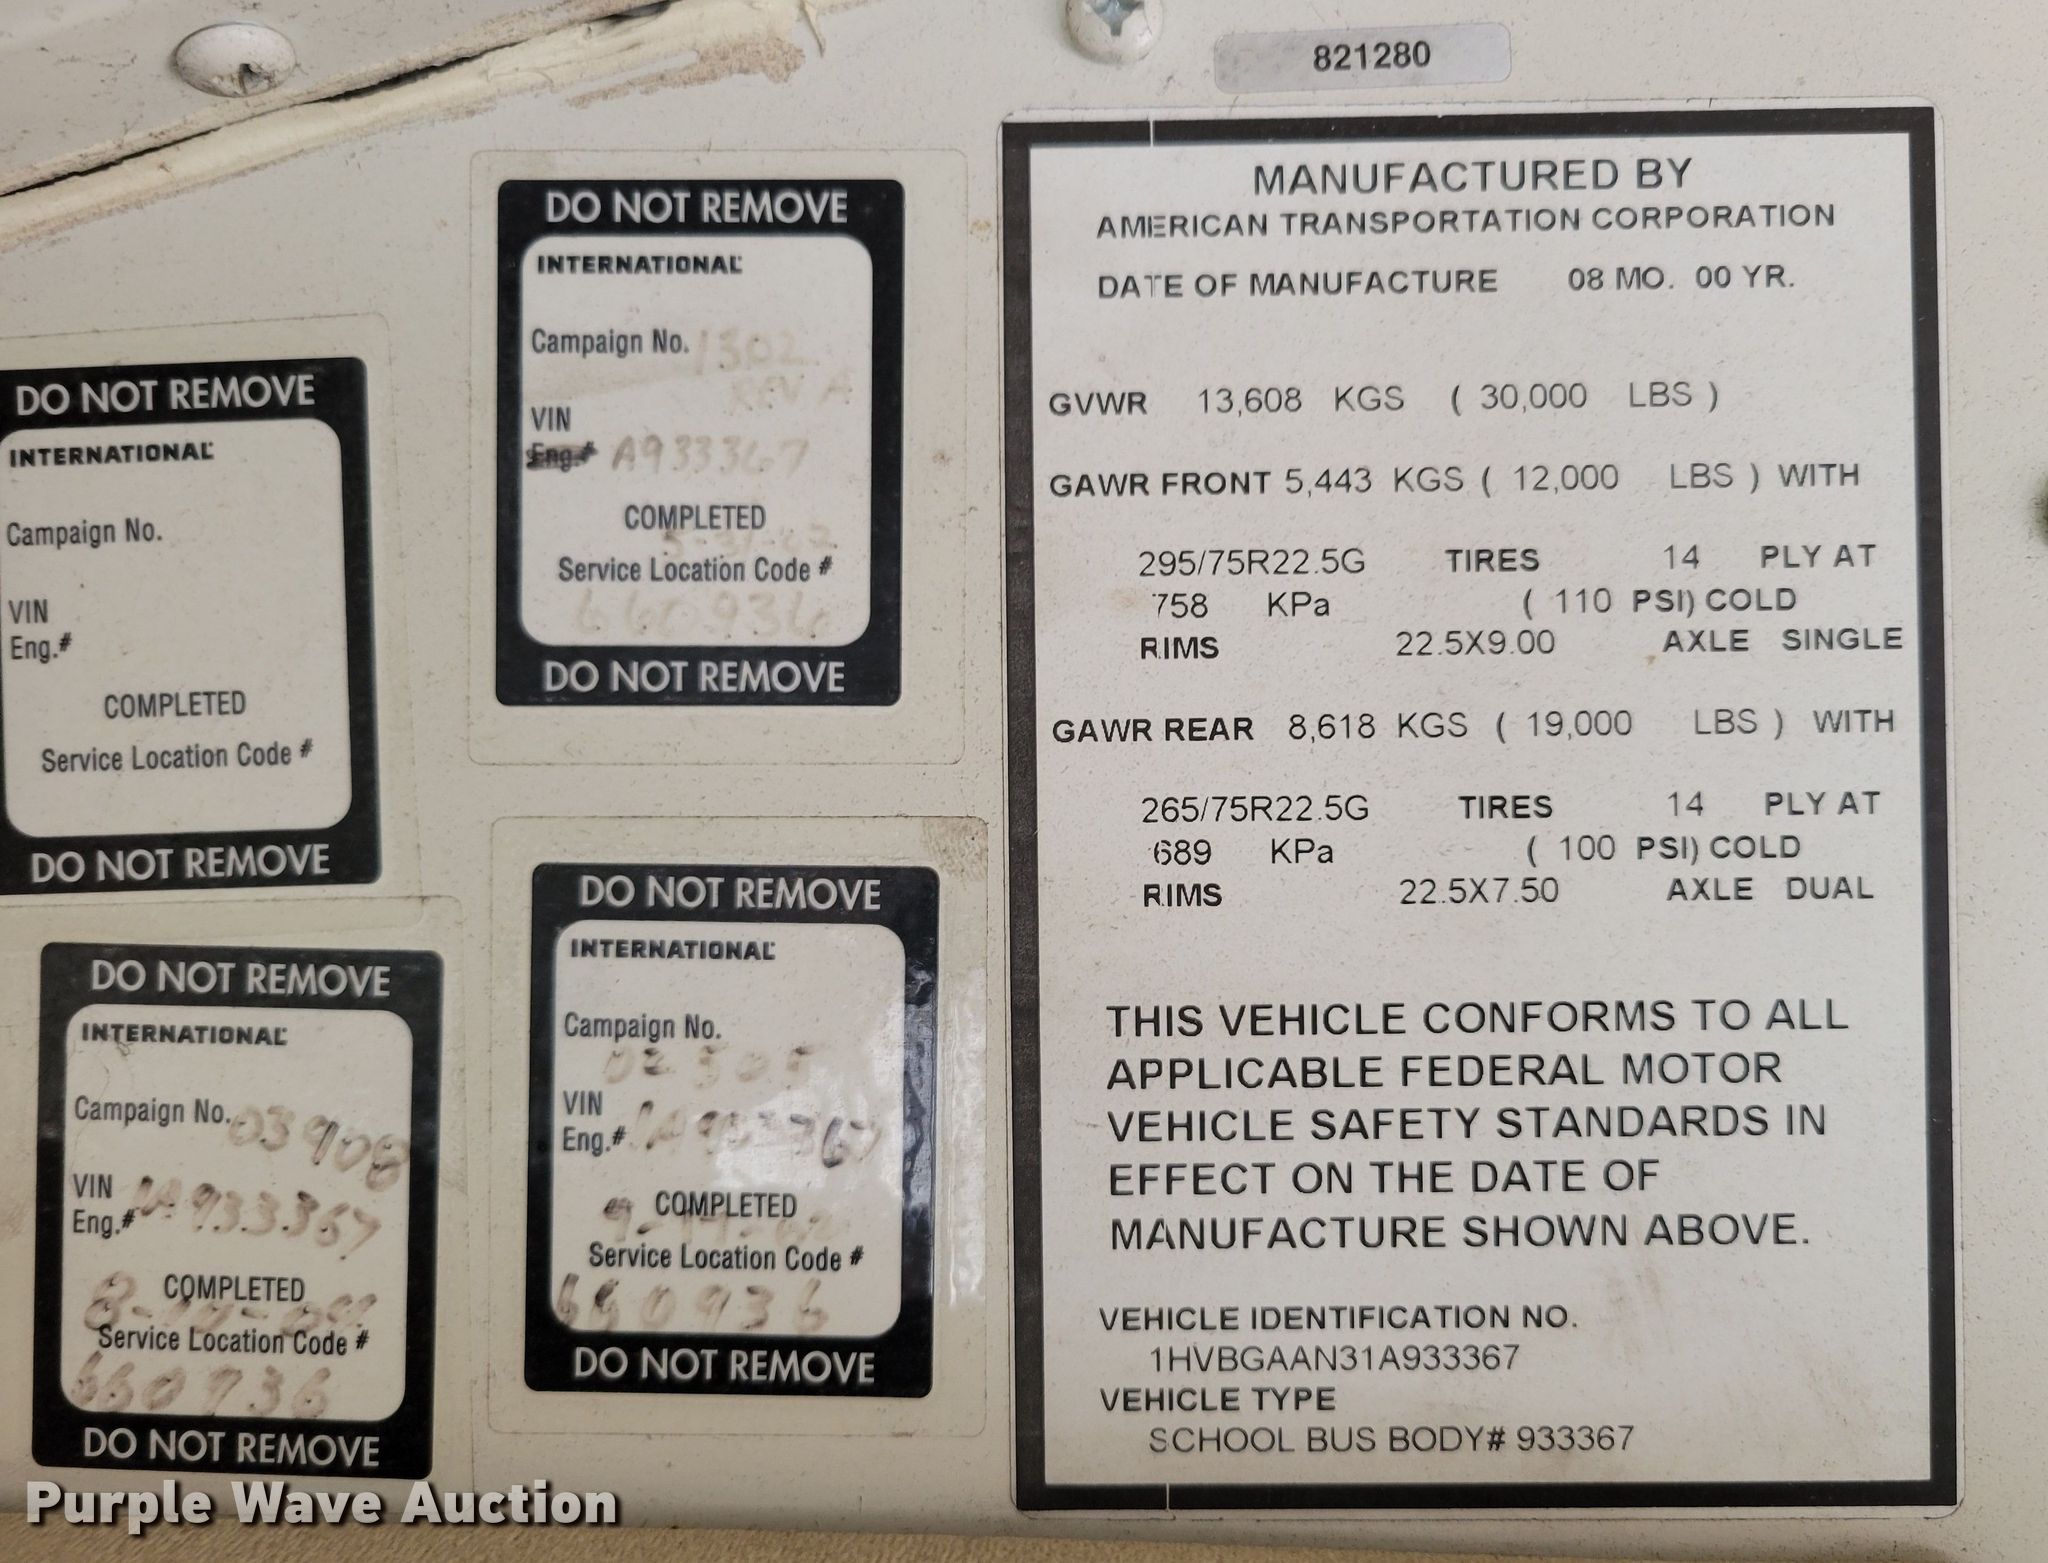 821280
MANUFACTURED BY
AMERICAN TRANSPORTATION CORPORATION
DATE OF MANUFACTURE 08 MO. 00 YR.
GVWR 13,608 KGS ( 30,000 LBS )
GAWR FRONT 5,443 KGS ( 12,000 LBS ) WITH
295/75R22.5G TIRES 14 PLY AT
758 KPa ( 110 PSI) COLD
RIMS 22.5X9.00 AXLE SINGLE
GAWR REAR 8,618 KGS ( 19,000 LBS ) WITH
265/75R22.5G TIRES 14 PLY AT
689 KPa ( 100 PSI) COLD
RIMS 22.5X7.50 AXLE DUAL
THIS VEHICLE CONFORMS TO ALL
APPLICABLE FEDERAL MOTOR
VEHICLE SAFETY STANDARDS IN
EFFECT ON THE DATE OF
MANUFACTURE SHOWN ABOVE.
VEHICLE IDENTIFICATION NO.
1HVBGAAN31A933367
VEHICLE TYPE
SCHOOL BUS BODY# 933367
DO NOT REMOVE
INTERNATIONAL
Campaign No. 1302
REV A
VIN
Eng.# A933367
COMPLETED
Service Location Code #
660936
DO NOT REMOVE
DO NOT REMOVE
INTERNATIONAL
Campaign No.
VIN
Eng.#
COMPLETED
Service Location Code #
DO NOT REMOVE
DO NOT REMOVE
INTERNATIONAL
Campaign No. 03908
VIN
Eng.# 1A933367
COMPLETED
Service Location Code #
660936
DO NOT REMOVE
DO NOT REMOVE
INTERNATIONAL
Campaign No.
VIN
Eng.#
COMPLETED
Service Location Code #
660936
DO NOT REMOVE
Purple Wave Auction